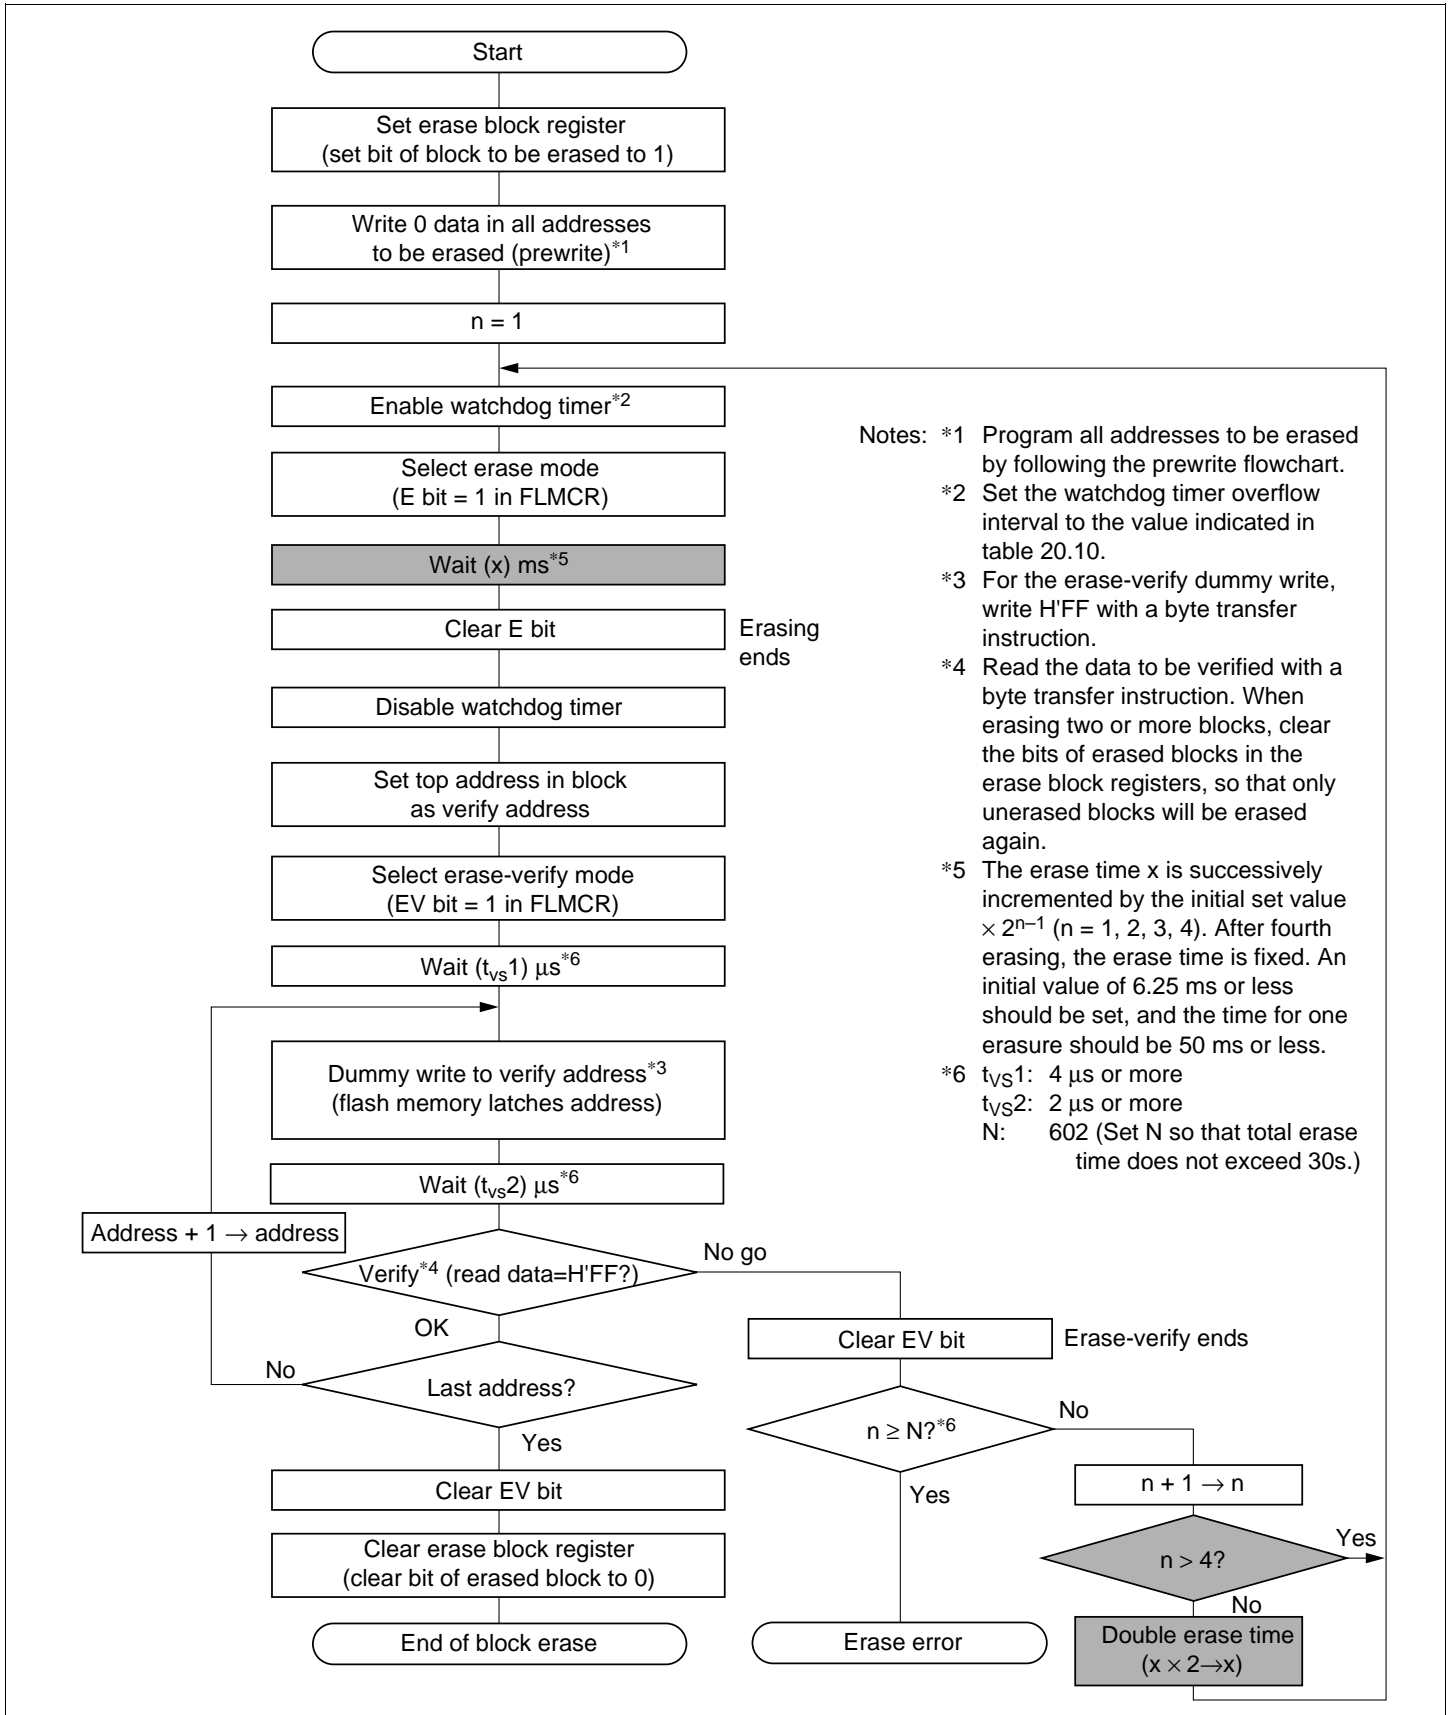 Start
Set erase block register
(set bit of block to be erased to 1)
Write 0 data in all addresses
to be erased (prewrite)*1
n = 1
Enable watchdog timer*2
Select erase mode
(E bit = 1 in FLMCR)
Wait (x) ms*5
Clear E bit
Erasing
ends
Disable watchdog timer
Set top address in block
as verify address
Select erase-verify mode
(EV bit = 1 in FLMCR)
Wait (tvs1) μs*6
Dummy write to verify address*3
(flash memory latches address)
Wait (tvs2) μs*6
Address + 1 → address
Verify*4 (read data=H'FF?)
No go
OK
No
Last address?
Yes
Clear EV bit
Clear erase block register
(clear bit of erased block to 0)
End of block erase
Clear EV bit
Erase-verify ends
n ≥ N?*6
No
Yes
Erase error
n + 1 → n
n > 4?
Yes
No
Double erase time
(x × 2→x)
Notes: *1 Program all addresses to be erased
by following the prewrite flowchart.
*2 Set the watchdog timer overflow
interval to the value indicated in
table 20.10.
*3 For the erase-verify dummy write,
write H'FF with a byte transfer
instruction.
*4 Read the data to be verified with a
byte transfer instruction. When
erasing two or more blocks, clear
the bits of erased blocks in the
erase block registers, so that only
unerased blocks will be erased
again.
*5 The erase time x is successively
incremented by the initial set value
× 2n–1 (n = 1, 2, 3, 4). After fourth
erasing, the erase time is fixed. An
initial value of 6.25 ms or less
should be set, and the time for one
erasure should be 50 ms or less.
*6 tVS1: 4 μs or more
tVS2: 2 μs or more
N: 602 (Set N so that total erase
time does not exceed 30s.)